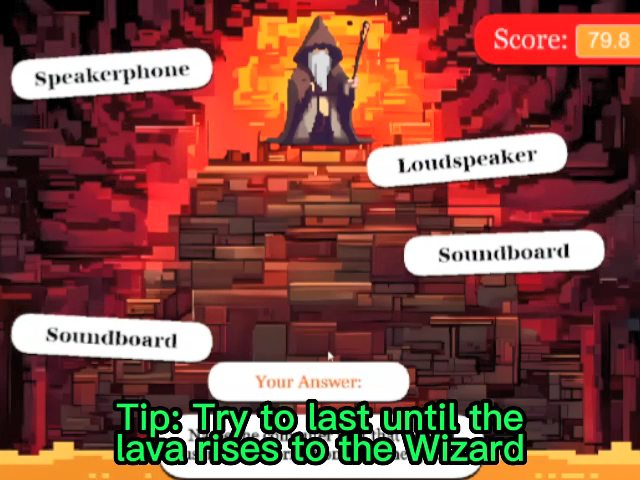 Score: 79.8
Speakerphone
Loudspeaker
Soundboard
Soundboard
Your Answer:
Tip: Try to last until the
lava rises to the Wizard